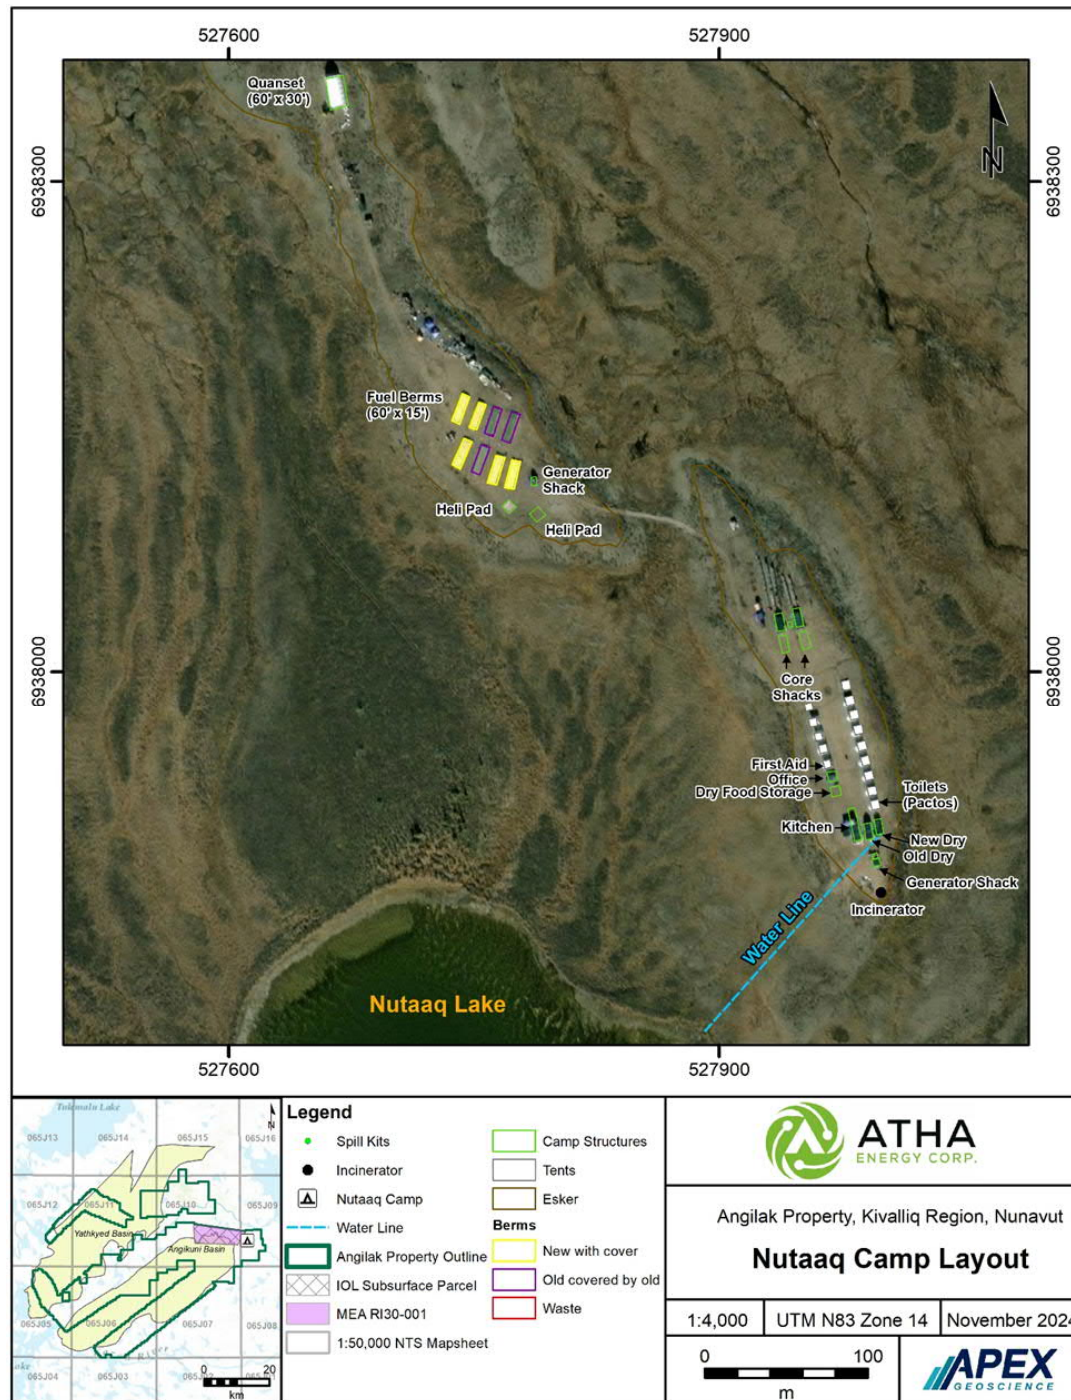 527600
527900
Quanset
(60' x 30')
N
6938300
6938300
Fuel Berms
(60' x 15')
Generator
Shack
Heli Pad
Heli Pad
6938000
6938000
Core
Shacks
First Aid
Office
Dry Food Storage
Toilets
(Pactos)
Kitchen
New Dry
Old Dry
Generator Shack
Incinerator
Water Line
Nutaaq Lake
527600
527900
Tulemalu Lake
N
065J13
065J14
065J15
065J16
065J12
065J11
065J10
065J09
Yathkyed Basin
Angikuni Basin
065J05
065J06
065J07
065J08
065J04
065J03
065J02
0
20
km
Legend
Spill Kits
Incinerator
Nutaaq Camp
Water Line
Angilak Property Outline
IOL Subsurface Parcel
MEA RI30-001
1:50,000 NTS Mapsheet
Camp Structures
Tents
Esker
Berms
New with cover
Old covered by old
Waste
ATHA
ENERGY CORP.
Angilak Property, Kivalliq Region, Nunavut
Nutaaq Camp Layout
1:4,000
UTM N83 Zone 14
November 2024
0
100
m
APEX
GEOSCIENCE